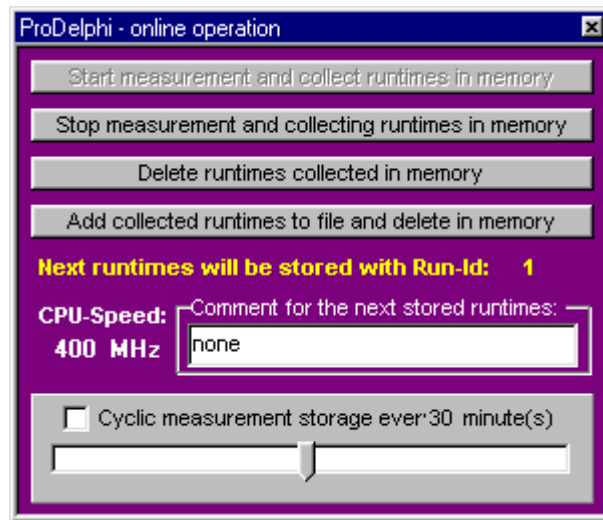 ProDelphi - online operation
Start measurement and collect runtimes in memory
Stop measurement and collecting runtimes in memory
Delete runtimes collected in memory
Add collected runtimes to file and delete in memory
Next runtimes will be stored with Run-Id: 1
CPU-Speed:
400 MHz
Comment for the next stored runtimes:
none
Cyclic measurement storage ever 30 minute(s)